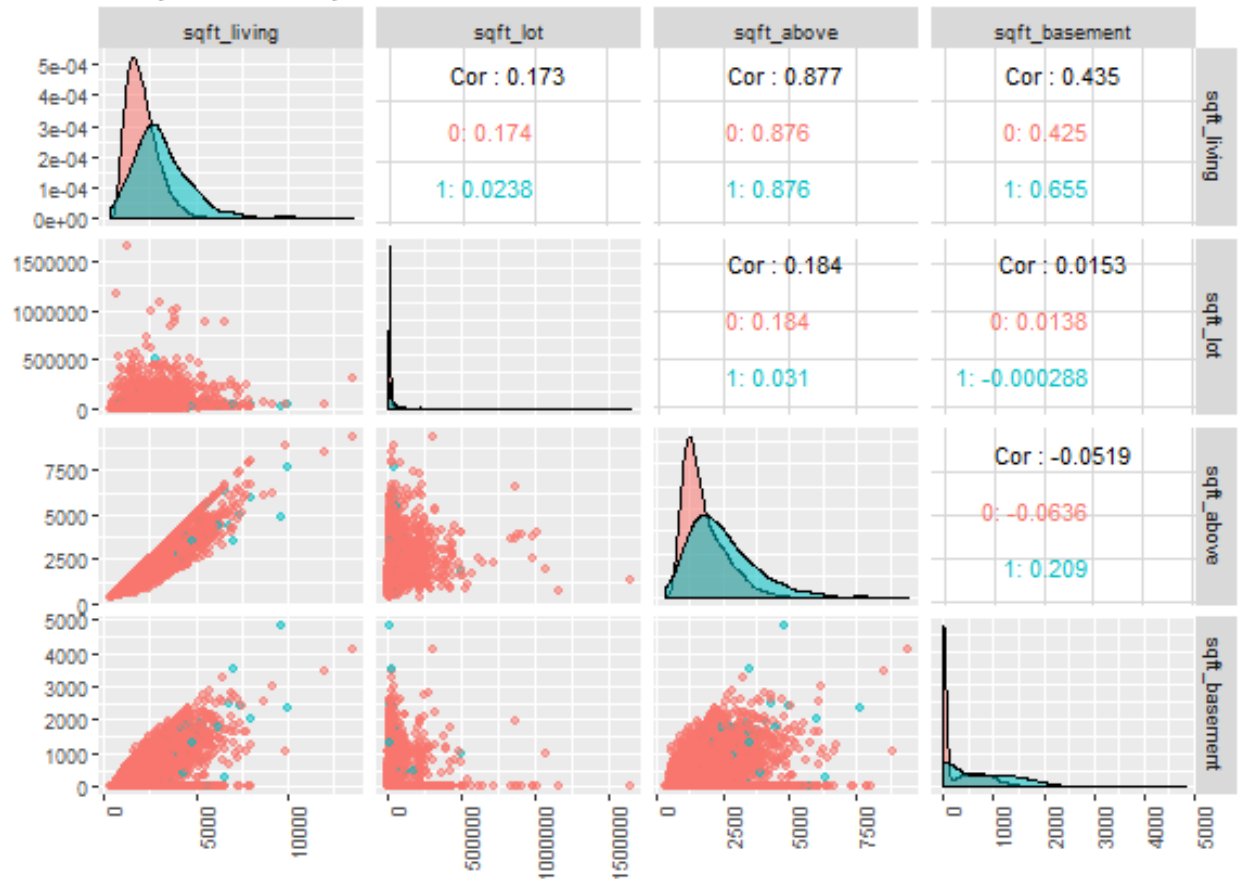 sqft_living sqft_lot sqft_above sqft_basement
5e-04
4e-04
3e-04
2e-04
1e-04
0e+00
Cor : 0.173
0: 0.174
1: 0.0238
Cor : 0.877
0: 0.876
1: 0.876
Cor : 0.435
0: 0.425
1: 0.655
sqft_living
1500000
1000000
500000
0
Cor : 0.184
0: 0.184
1: 0.031
Cor : 0.0153
0: 0.0138
1: -0.000288
sqft_lot
7500
5000
2500
0
Cor : -0.0519
0: -0.0636
1: 0.209
sqft_above
5000
4000
3000
2000
1000
0
sqft_basement
0 5000 10000
0 500000 1000000 1500000
0 2500 5000 7500
0 1000 2000 3000 4000 5000